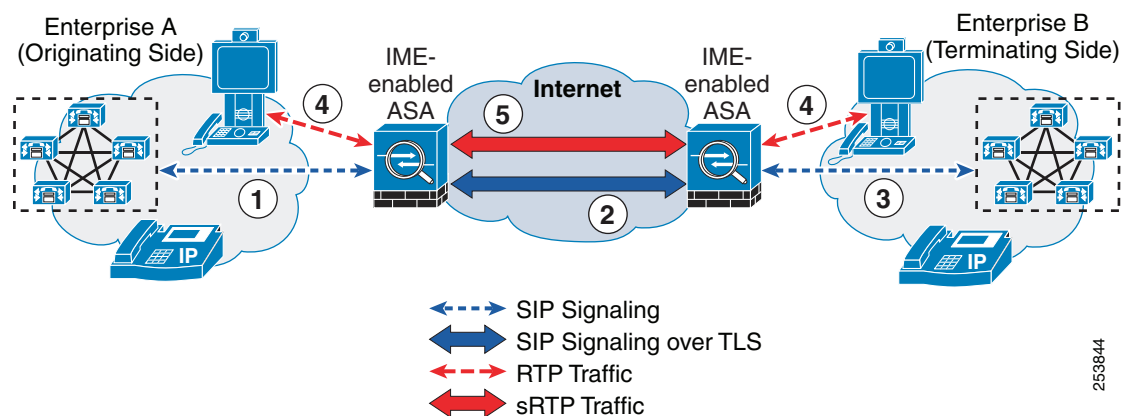 Enterprise A
(Originating Side)
IME-
enabled
ASA
Internet
IME-
enabled
ASA
Enterprise B
(Terminating Side)
4
5
4
1
2
3
IP
IP
SIP Signaling
SIP Signaling over TLS
RTP Traffic
sRTP Traffic
253844